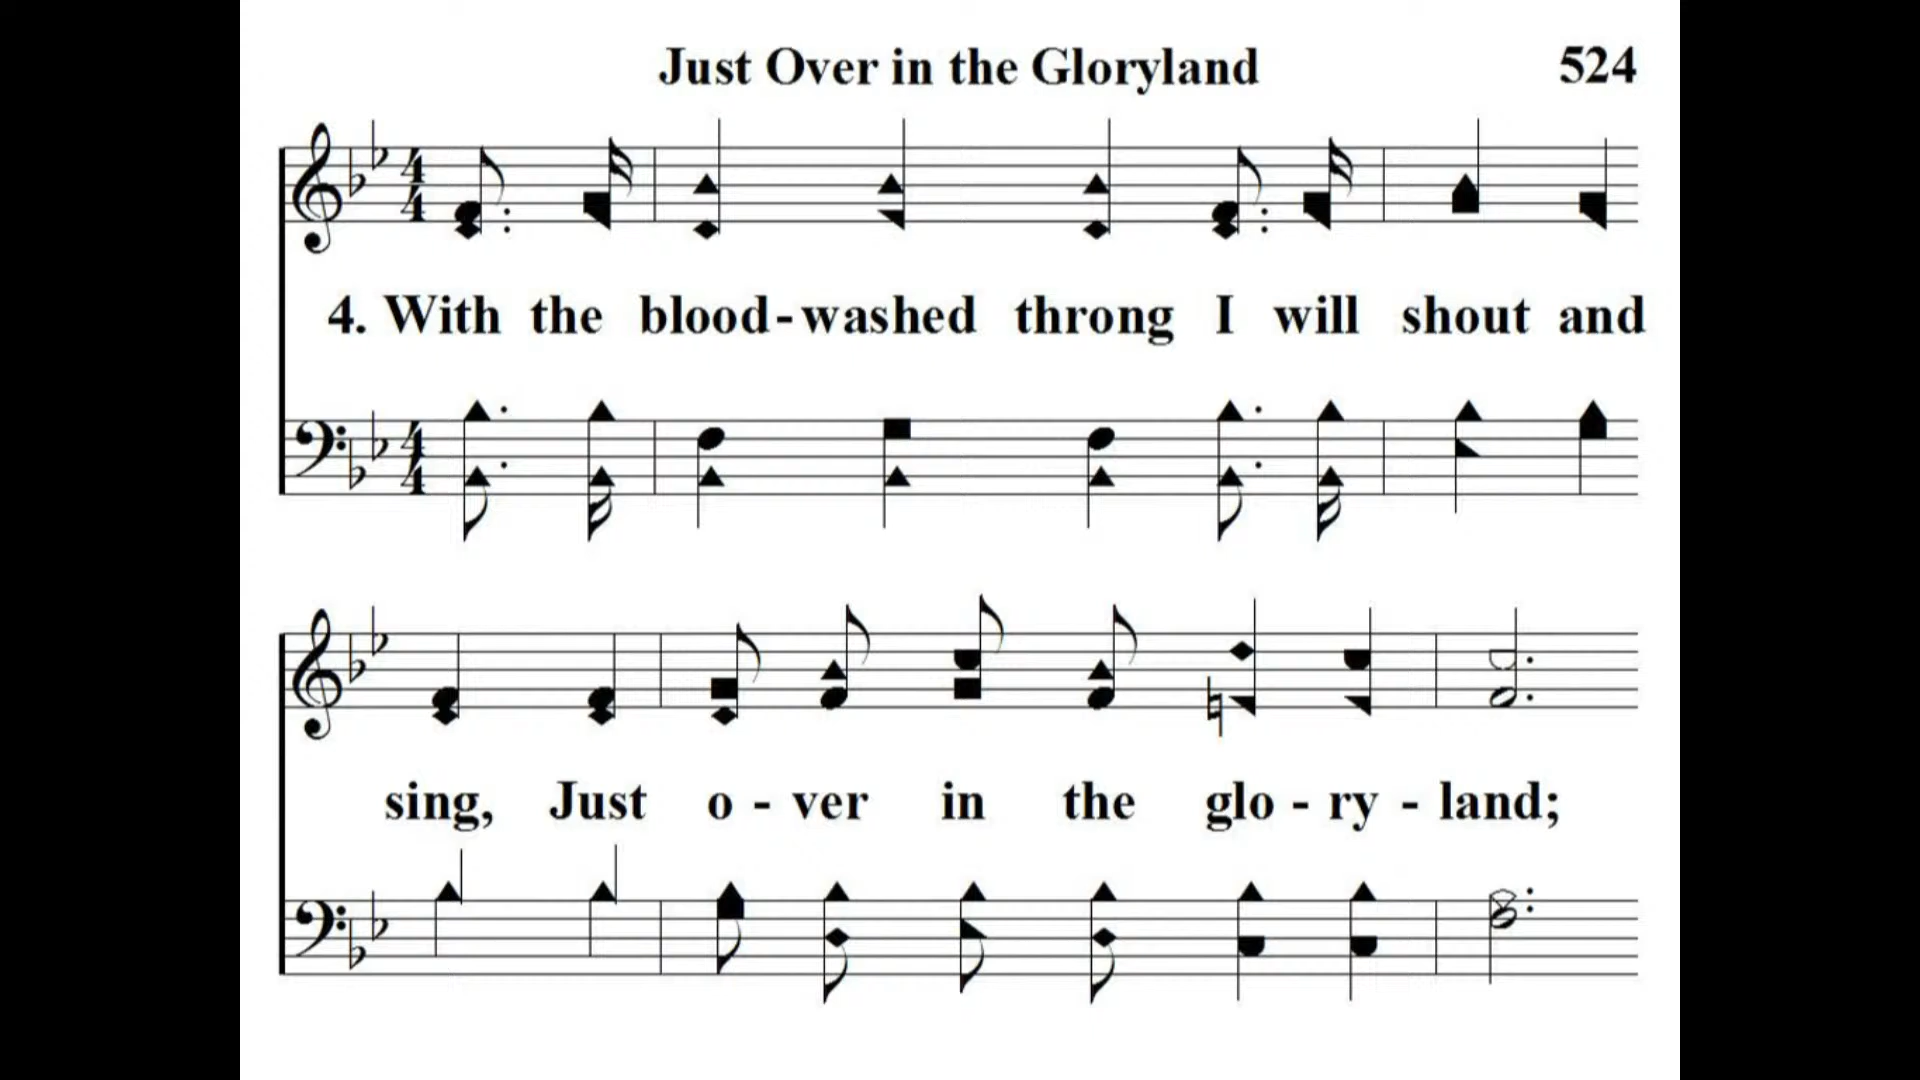 Just Over in the Gloryland 524
4. With the blood-washed throng I will shout and
sing, Just o - ver in the glo - ry - land;